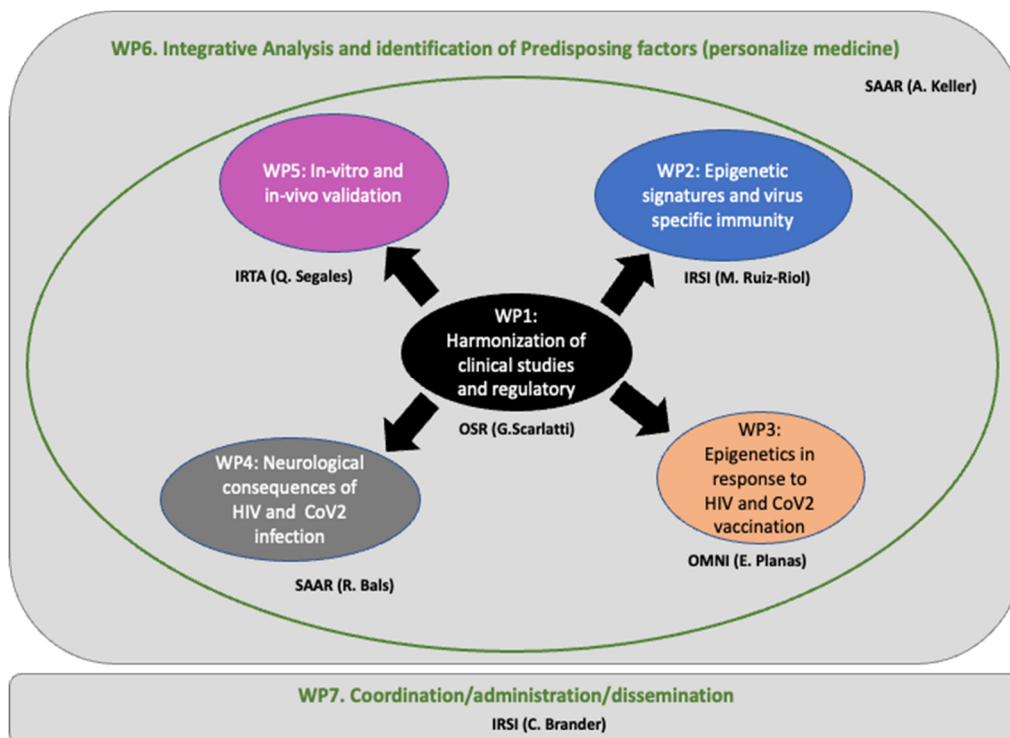 WP6. Integrative Analysis and identification of Predisposing factors (personalize medicine)
SAAR (A. Keller)
WP5: In-vitro and
in-vivo validation
IRTA (Q. Segales)
WP2: Epigenetic
signatures and virus
specific immunity
IRSI (M. Ruiz-Riol)
WP1:
Harmonization of
clinical studies
and regulatory
OSR (G.Scarlatti)
WP4: Neurological
consequences of
HIV and CoV2
infection
SAAR (R. Bals)
WP3:
Epigenetics in
response to
HIV and CoV2
vaccination
OMNI (E. Planas)
WP7. Coordination/administration/dissemination
IRSI (C. Brander)